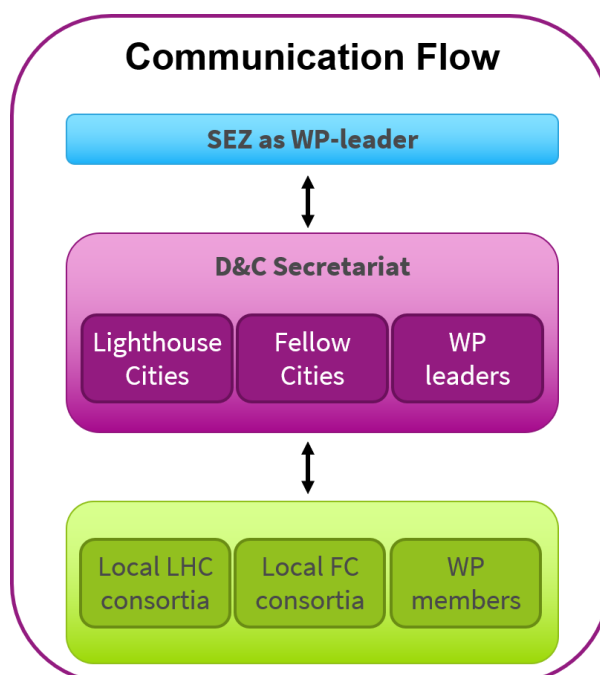 Communication Flow
SEZ as WP-leader
D&C Secretariat
Lighthouse
Cities
Fellow
Cities
WP
leaders
Local LHC
consortia
Local FC
consortia
WP
members